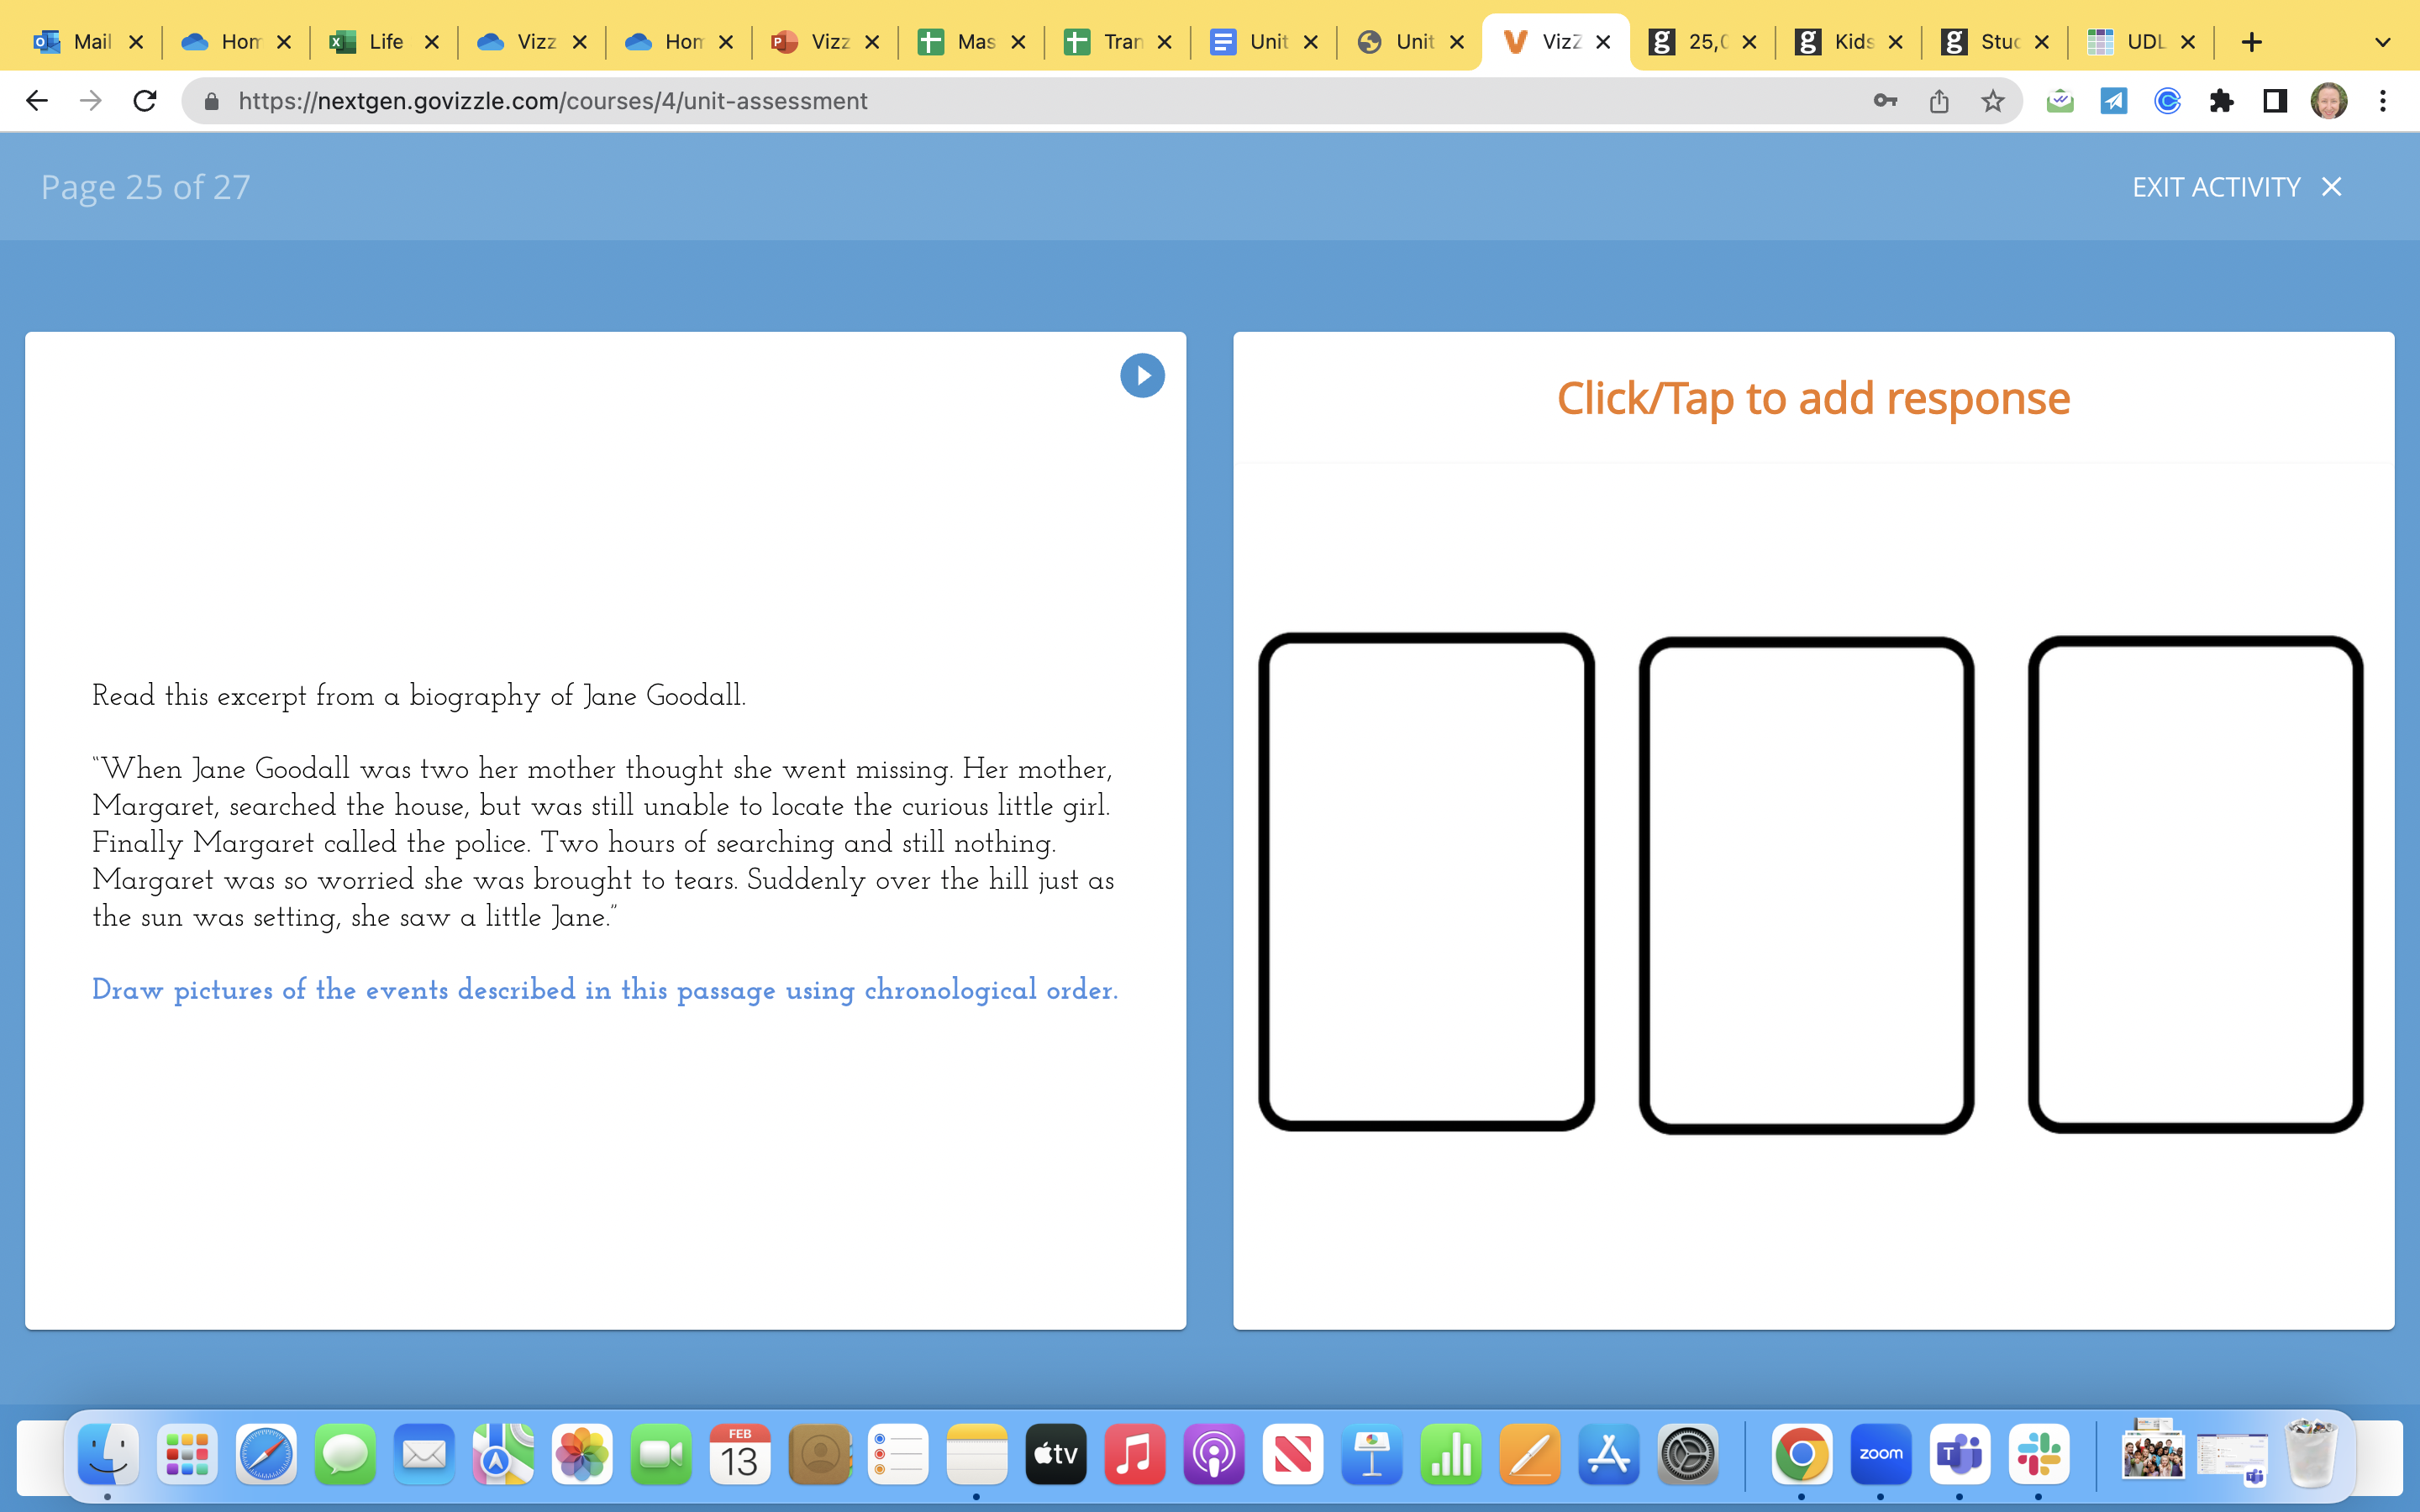 Mail Hom Life Vizz Hom Vizz Mas Tran Unit Unit VizZ 25,0 Kids Stud UDL
https://nextgen.govizzle.com/courses/4/unit-assessment
Page 25 of 27
EXIT ACTIVITY
Click/Tap to add response
Read this excerpt from a biography of Jane Goodall.
“When Jane Goodall was two her mother thought she went missing. Her mother,
Margaret, searched the house, but was still unable to locate the curious little girl.
Finally Margaret called the police. Two hours of searching and still nothing.
Margaret was so worried she was brought to tears. Suddenly over the hill just as
the sun was setting, she saw a little Jane.”
Draw pictures of the events described in this passage using chronological order.
FEB
13
tv
zoom